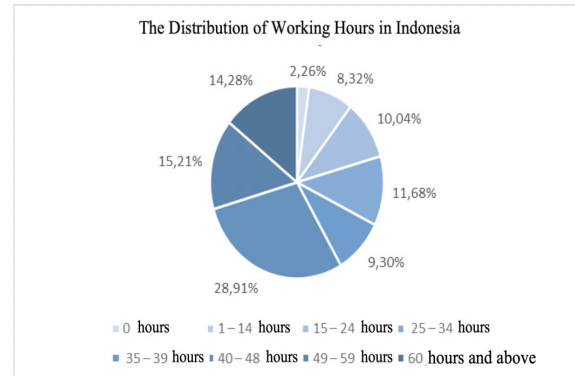 The Distribution of Working Hours in Indonesia
2,26%
8,32%
10,04%
11,68%
9,30%
28,91%
15,21%
14,28%
0 hours 1–14 hours 15–24 hours 25–34 hours
35–39 hours 40–48 hours 49–59 hours 60 hours and above